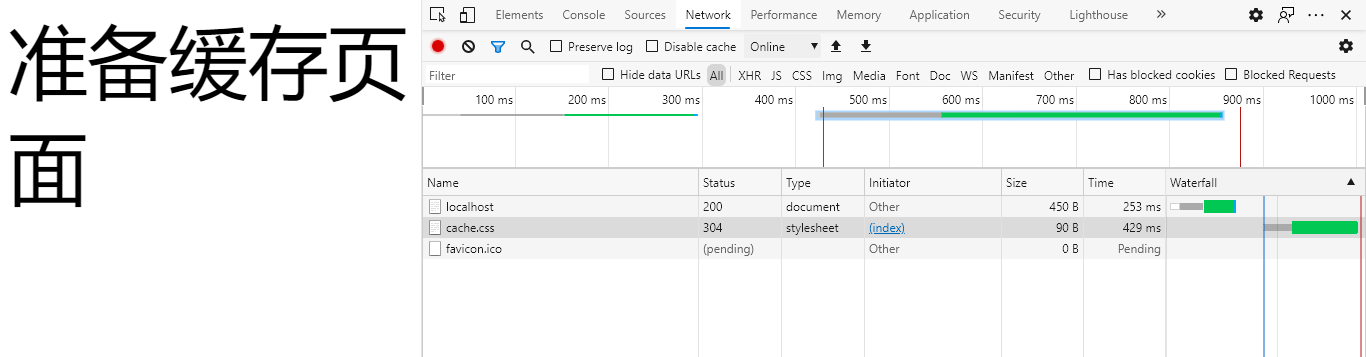 准备缓存页
面
Elements Console Sources Network Performance Memory Application Security Lighthouse »
Preserve log Disable cache Online ▼
Filter Hide data URLs All XHR JS CSS Img Media Font Doc WS Manifest Other Has blocked cookies Blocked Requests
100 ms 200 ms 300 ms 400 ms 500 ms 600 ms 700 ms 800 ms 900 ms 1000 ms
Name Status Type Initiator Size Time Waterfall ▲
localhost 200 document Other 450 B 253 ms
cache.css 304 stylesheet (index) 90 B 429 ms
favicon.ico (pending) Other 0 B Pending